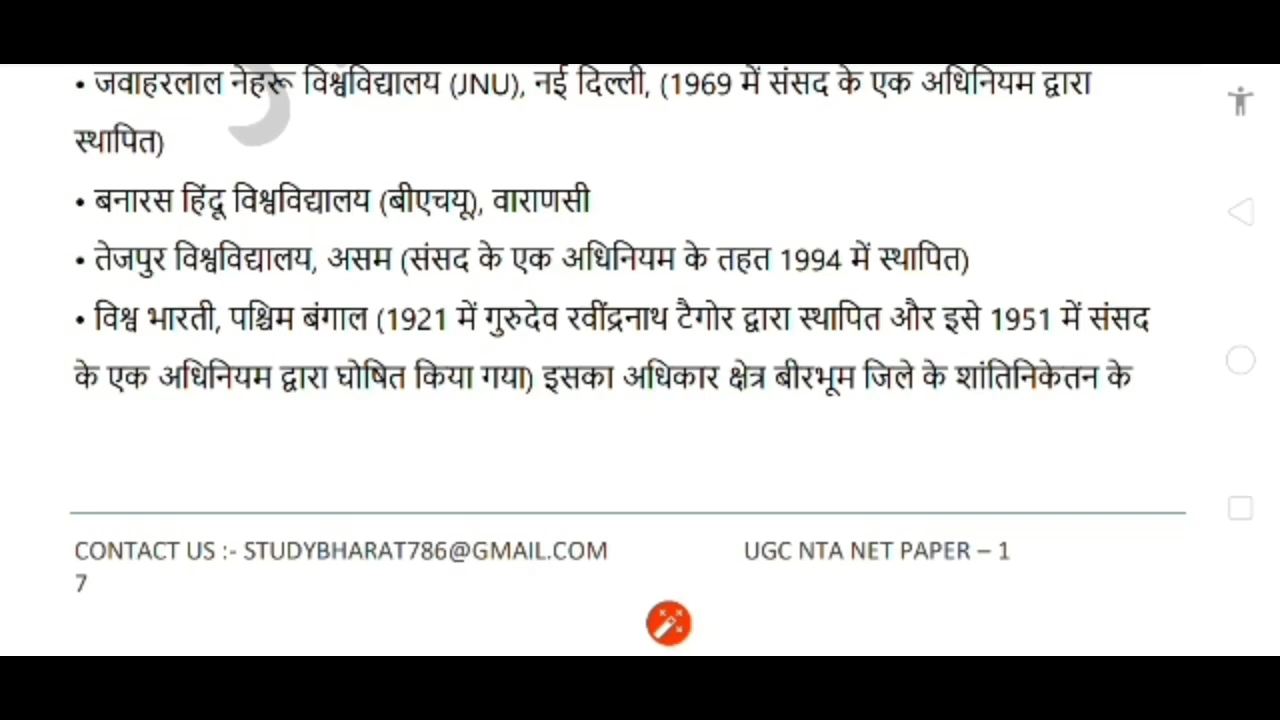 • जवाहरलाल नेहरू विश्वविद्यालय (JNU), नई दिल्ली, (1969 में संसद के एक अधिनियम द्वारा
स्थापित)
• बनारस हिंदू विश्वविद्यालय (बीएचयू), वाराणसी
• तेजपुर विश्वविद्यालय, असम (संसद के एक अधिनियम के तहत 1994 में स्थापित)
• विश्व भारती, पश्चिम बंगाल (1921 में गुरुदेव रवींद्रनाथ टैगोर द्वारा स्थापित और इसे 1951 में संसद
के एक अधिनियम द्वारा घोषित किया गया) इसका अधिकार क्षेत्र बीरभूम जिले के शांतिनिकेतन के
CONTACT US :- STUDYBHARAT786@GMAIL.COM UGC NTA NET PAPER – 1
7